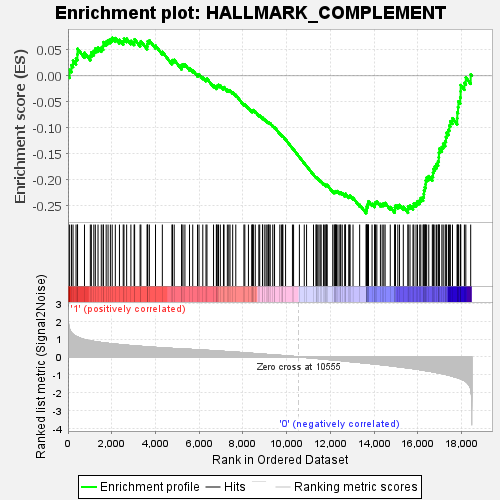 Enrichment plot: HALLMARK_COMPLEMENT
Enrichment score (ES)
0.05
0.00
-0.05
-0.10
-0.15
-0.20
-0.25
'1' (positively correlated)
Ranked list metric (Signal2Noise)
3
2
1
0
-1
-2
-3
-4
Zero cross at 10555
'0' (negatively correlated)
0
2,000
4,000
6,000
8,000
10,000
12,000
14,000
16,000
18,000
Rank in Ordered Dataset
Enrichment profile
Hits
Ranking metric scores